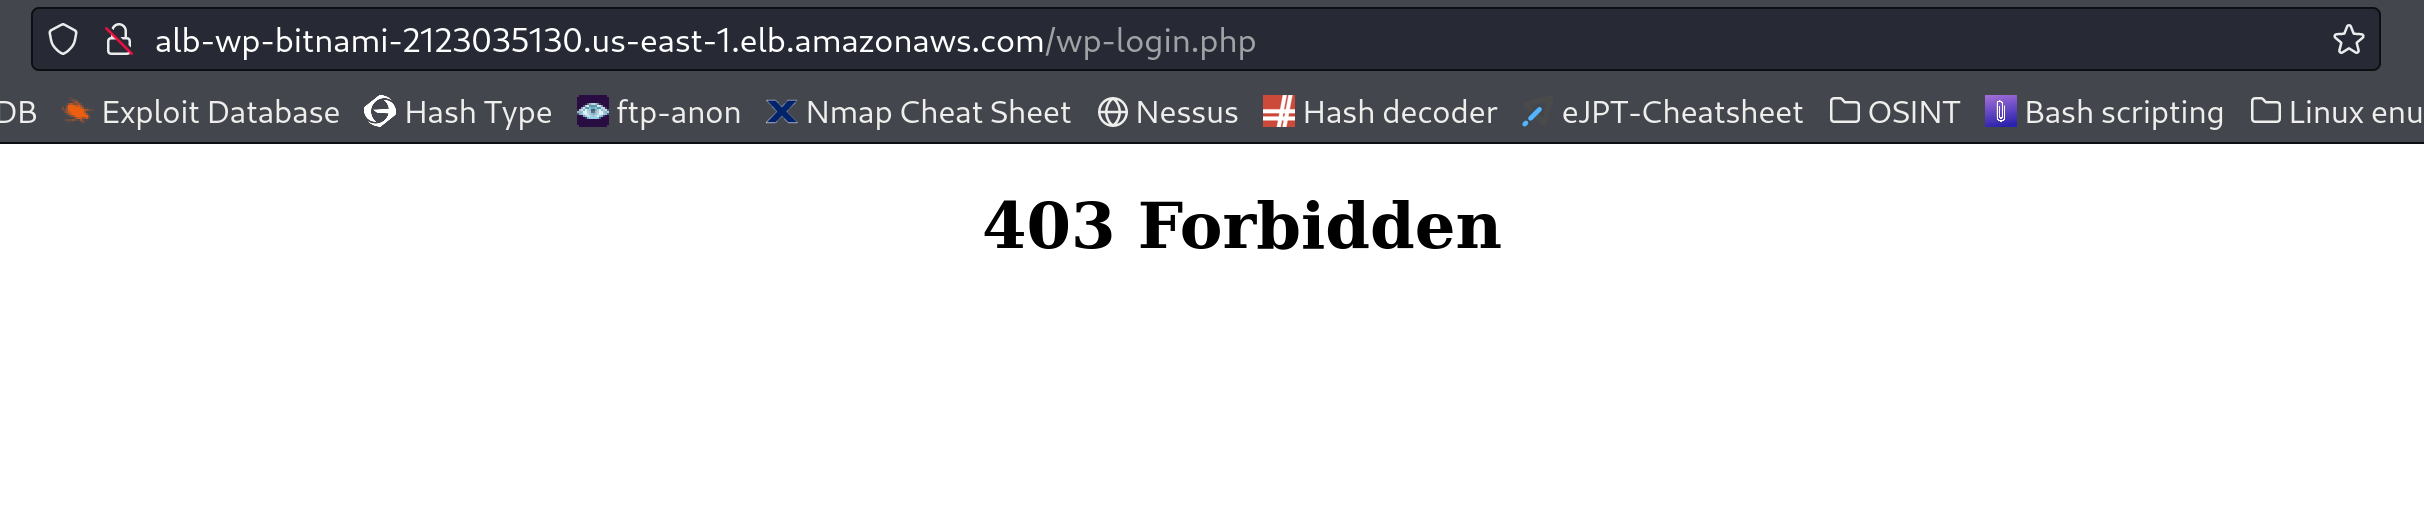 alb-wp-bitnami-2123035130.us-east-1.elb.amazonaws.com/wp-login.php
DB Exploit Database Hash Type ftp-anon Nmap Cheat Sheet Nessus Hash decoder eJPT-Cheatsheet OSINT Bash scripting Linux enu
403 Forbidden